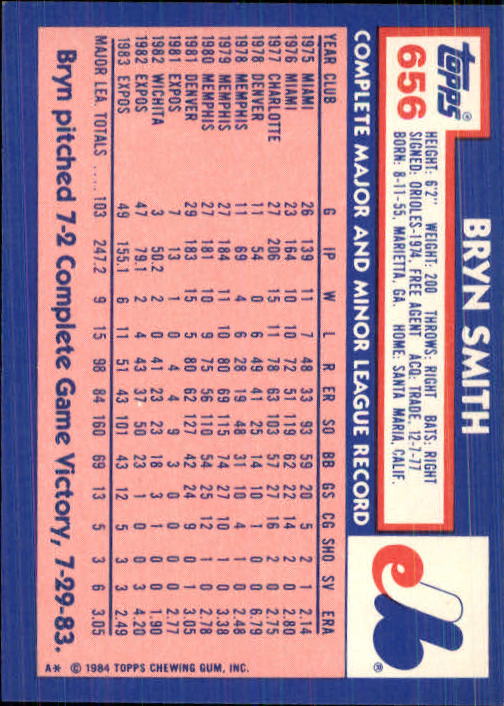 topps®
656
BRYN SMITH
HEIGHT: 6'2" WEIGHT: 200 THROWS: RIGHT BATS: RIGHT
SIGNED: ORIOLES-1974, FREE AGENT ACQ: TRADE, 12-7-77
BORN: 8-11-55, MARIETTA, GA. HOME: SANTA MARIA, CALIF.
elb
®
COMPLETE MAJOR AND MINOR LEAGUE RECORD
YEAR CLUB G IP W L R ER SO BB GS CG SHO SV ERA
1975 MIAMI 26 139 11 7 48 33 93 59 20 5 2 1 2.14
1976 MIAMI 23 164 10 10 72 51 119 62 22 14 2 2.80
1977 CHARLOTTE 27 206 15 11 78 63 103 57 27 16 2 0 2.75
1978 DENVER 11 54 0 6 49 41 25 14 10 1 0 0 6.79
1978 MEMPHIS 11 69 4 6 28 19 48 31 10 4 1 0 2.48
1979 MEMPHIS 27 184 11 10 80 69 115 74 27 10 1 0 3.38
1980 MEMPHIS 27 181 10 9 75 56 110 54 25 12 1 0 2.78
1981 DENVER 29 183 15 5 80 62 127 42 24 9 0 1 3.05
1981 EXPOS 7 13 1 0 4 4 9 3 0 0 0 0 2.77
1982 WICHITA 3 50.2 2 0 23 23 18 3 1 0 0 1.90
1982 EXPOS 47 79.1 2 4 43 37 50 23 1 0 0 3 4.20
1983 EXPOS 49 155.1 6 11 51 43 101 43 12 5 3 3 2.49
MAJOR LEA. TOTALS ..... 103 247.2 9 15 98 84 160 69 13 5 3 6 3.05
Bryn pitched 7-2 Complete Game Victory, 7-29-83.
A* © 1984 TOPPS CHEWING GUM, INC.